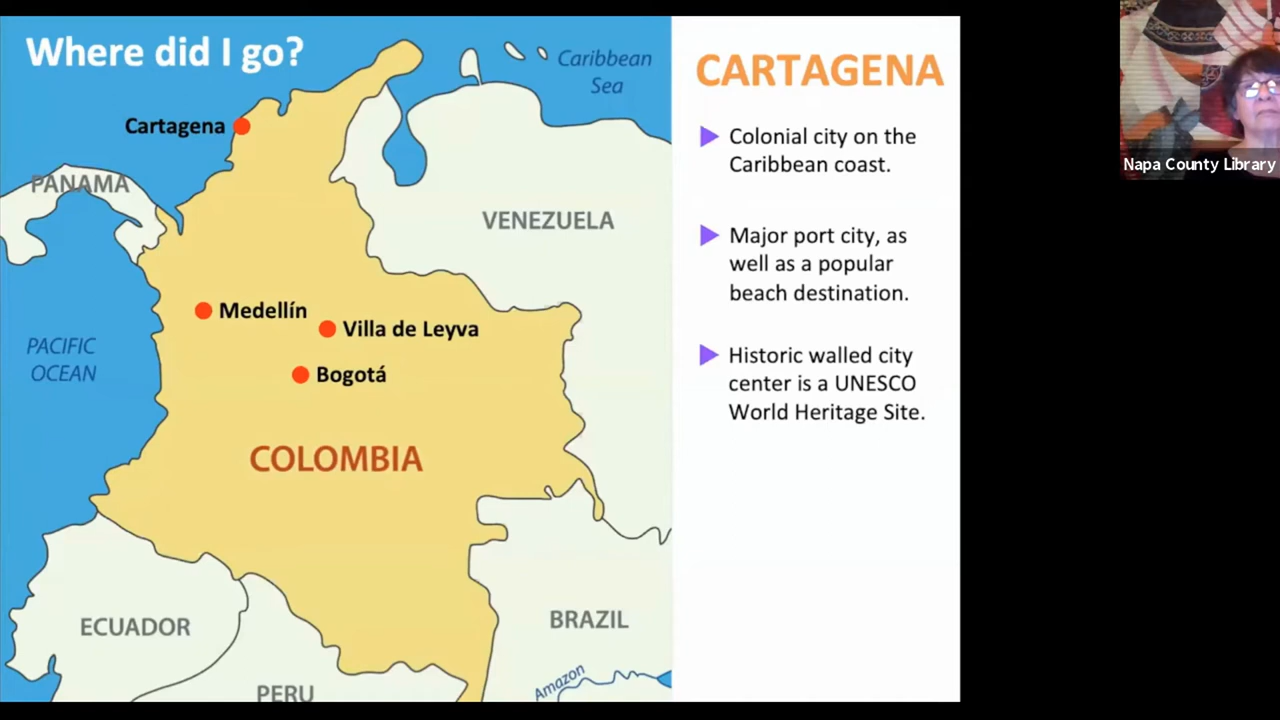 Where did I go?
Caribbean
Sea
Cartagena
PANAMA
VENEZUELA
Medellín
Villa de Leyva
PACIFIC
OCEAN
Bogotá
COLOMBIA
ECUADOR
BRAZIL
PERU
Amazon
CARTAGENA
Colonial city on the
Caribbean coast.
Major port city, as
well as a popular
beach destination.
Historic walled city
center is a UNESCO
World Heritage Site.
Napa County Library